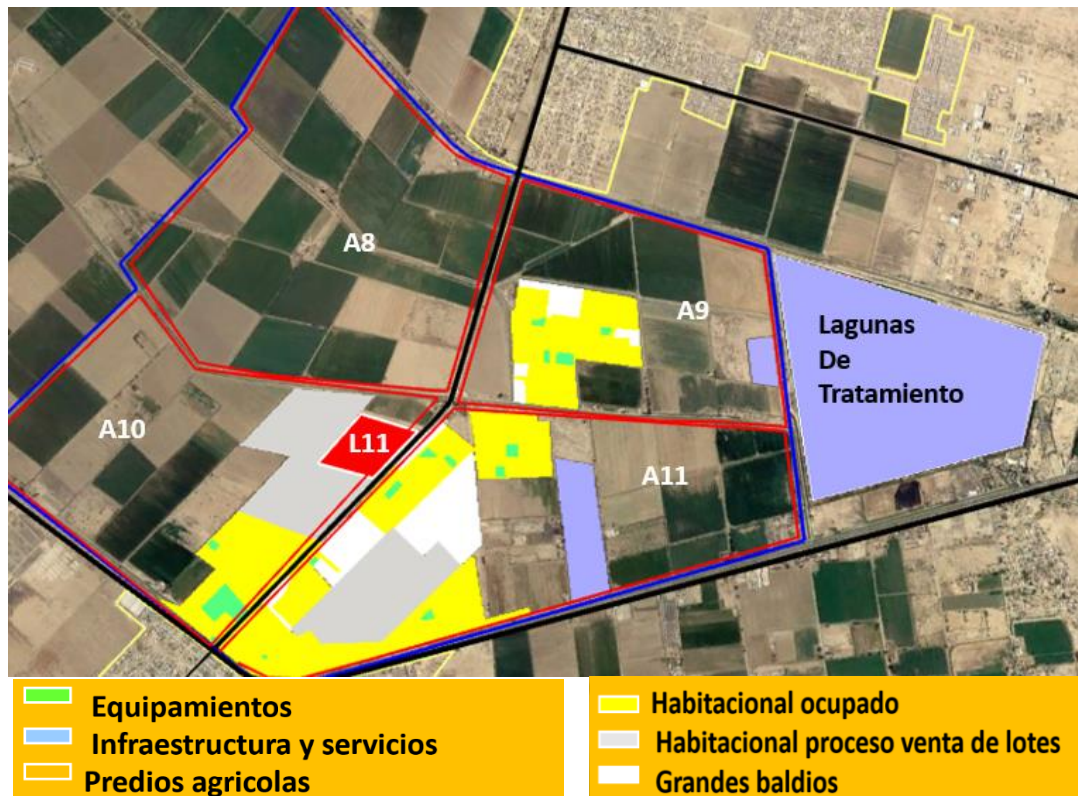 A8
A9
Lagunas
De
Tratamiento
A10
L11
A11
Equipamientos
Infraestructura y servicios
Predios agricolas
Habitacional ocupado
Habitacional proceso venta de lotes
Grandes baldios